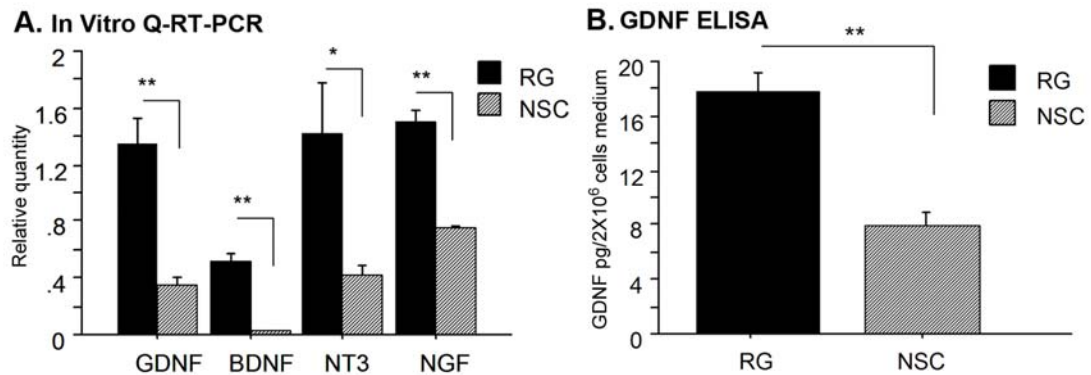 A. In Vitro Q-RT-PCR
Relative quantity
2
1.6
1.2
.8
.4
0
**
**
*
**
RG
NSC
GDNF BDNF NT3 NGF
B. GDNF ELISA
GDNF pg/2X10⁶ cells medium
20
16
12
8
4
0
**
RG
NSC
RG NSC